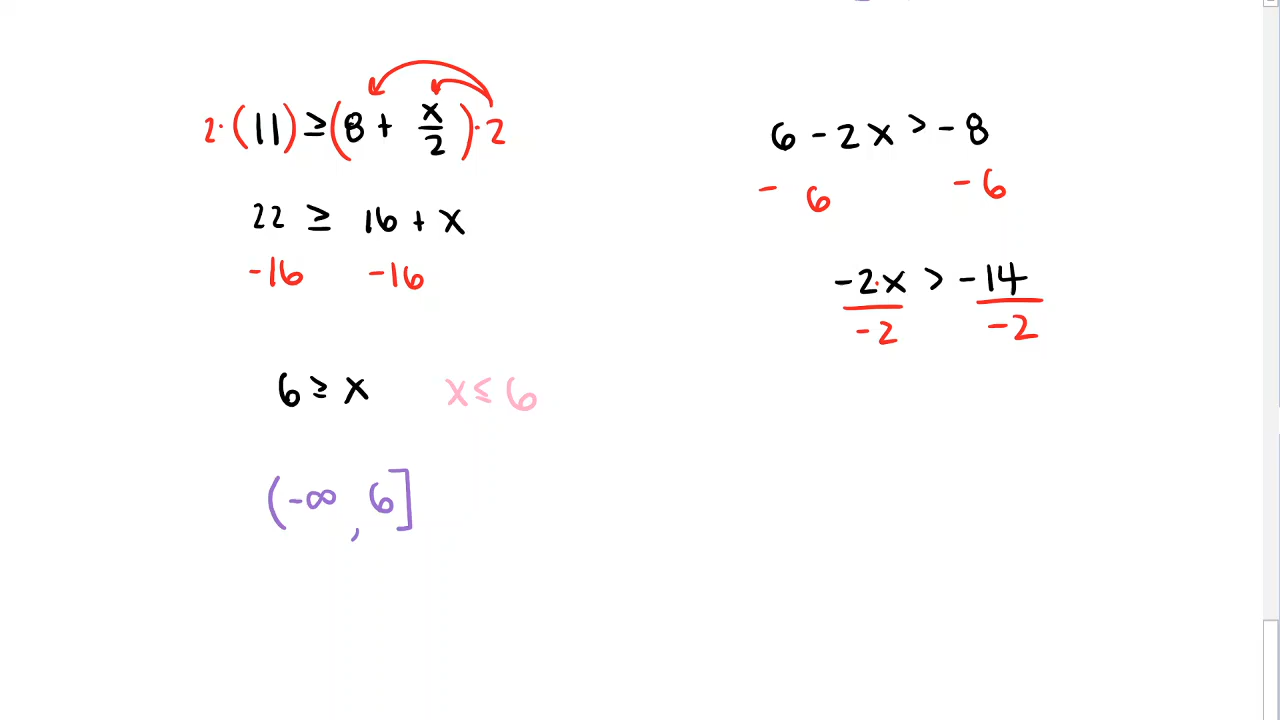 2·(11) ≥ (8 + x/2)·2
22 ≥ 16 + x
-16 -16
6 ≥ x x ≤ 6
(-∞, 6]
6 - 2x > -8
- 6 - 6
-2·x > -14
-2 -2